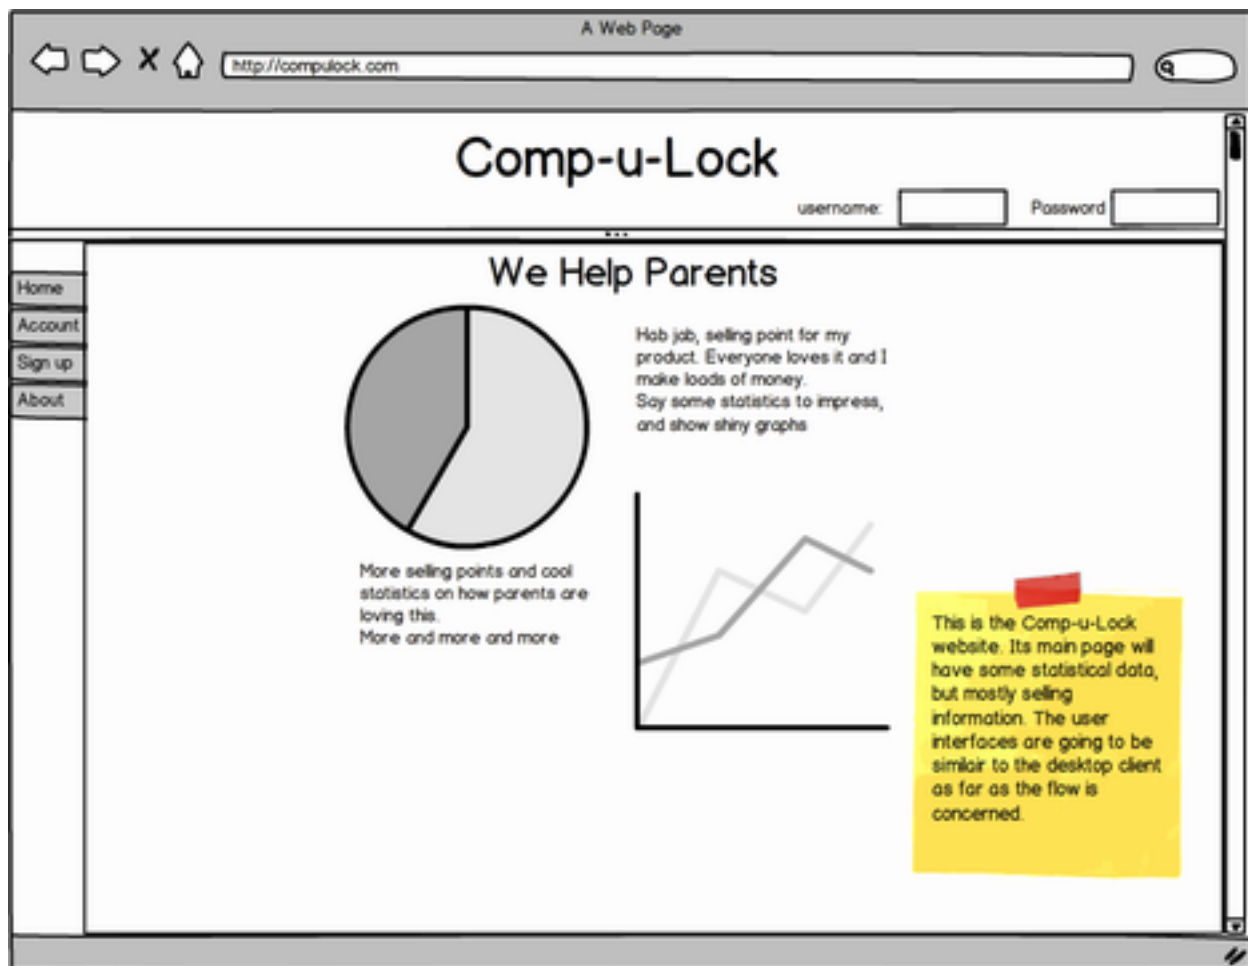 A Web Page
http://compulock.com
Comp-u-Lock
username:
Password
Home
Account
Sign up
About
We Help Parents
Hab jab, selling point for my
product. Everyone loves it and I
make loads of money.
Say some statistics to impress,
and show shiny graphs
More selling points and cool
statistics on how parents are
loving this.
More and more and more
This is the Comp-u-Lock
website. Its main page will
have some statistical data,
but mostly selling
information. The user
interfaces are going to be
similair to the desktop client
as far as the flow is
concerned.